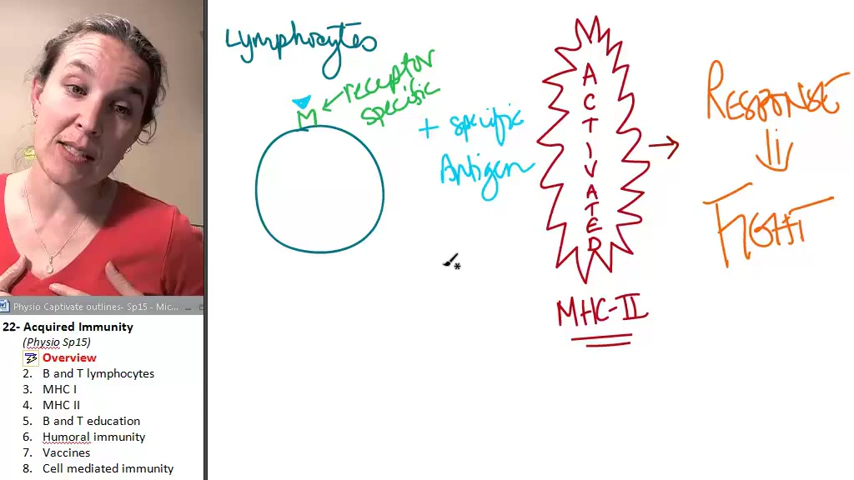 Lymphocytes
receptor
specific
M
+ specific
Antigen
ACTIVATED
MHC-II
RESPONSE
FIGHT
Physio Captivate outlines- Sp15 - Mic...
22- Acquired Immunity
(Physio Sp15)
Overview
2. B and T lymphocytes
3. MHC I
4. MHC II
5. B and T education
6. Humoral immunity
7. Vaccines
8. Cell mediated immunity